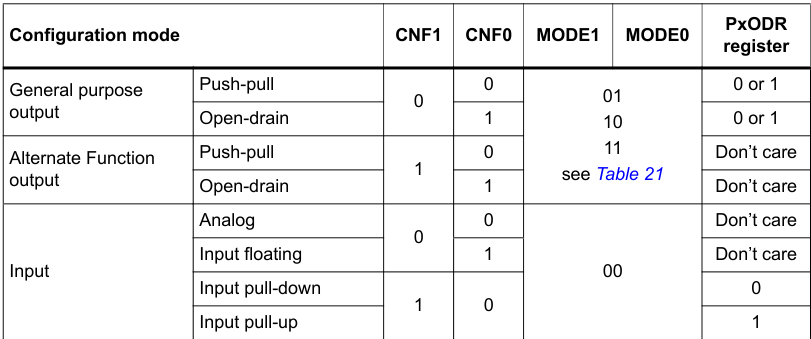 Configuration mode CNF1 CNF0 MODE1 MODE0 PxODR register
General purpose output Push-pull 0 0 01 10 11 see Table 21 0 or 1
Open-drain 1 0 or 1
Alternate Function output Push-pull 1 0 Don't care
Open-drain 1 Don't care
Input Analog 0 0 00 Don't care
Input floating 1 Don't care
Input pull-down 1 0 0
Input pull-up 1